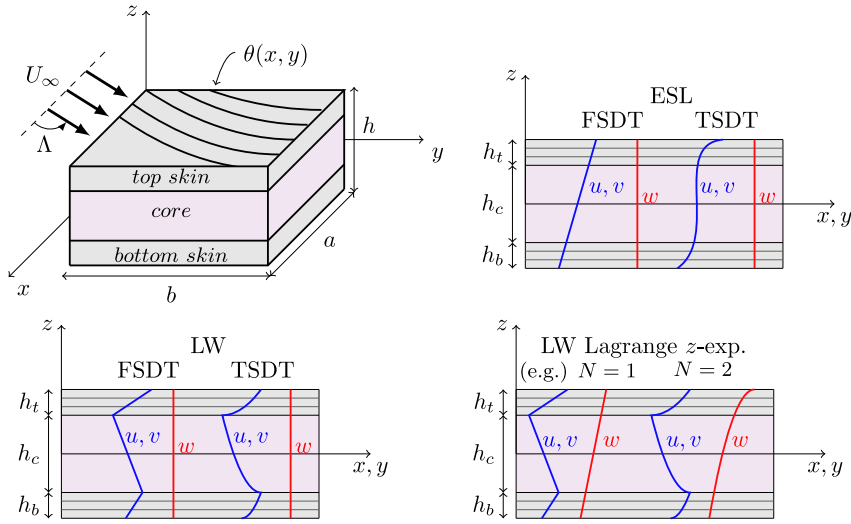 z
U∞
Λ
θ(x, y)
h
y
top skin
core
bottom skin
x
b
a
z
ESL
FSDT TSDT
h_t
h_c
h_b
u, v w u, v w
x, y
z
LW
FSDT TSDT
h_t
h_c
h_b
u, v w u, v w
x, y
z
LW Lagrange z-exp.
(e.g.) N = 1 N = 2
h_t
h_c
h_b
u, v w u, v w
x, y